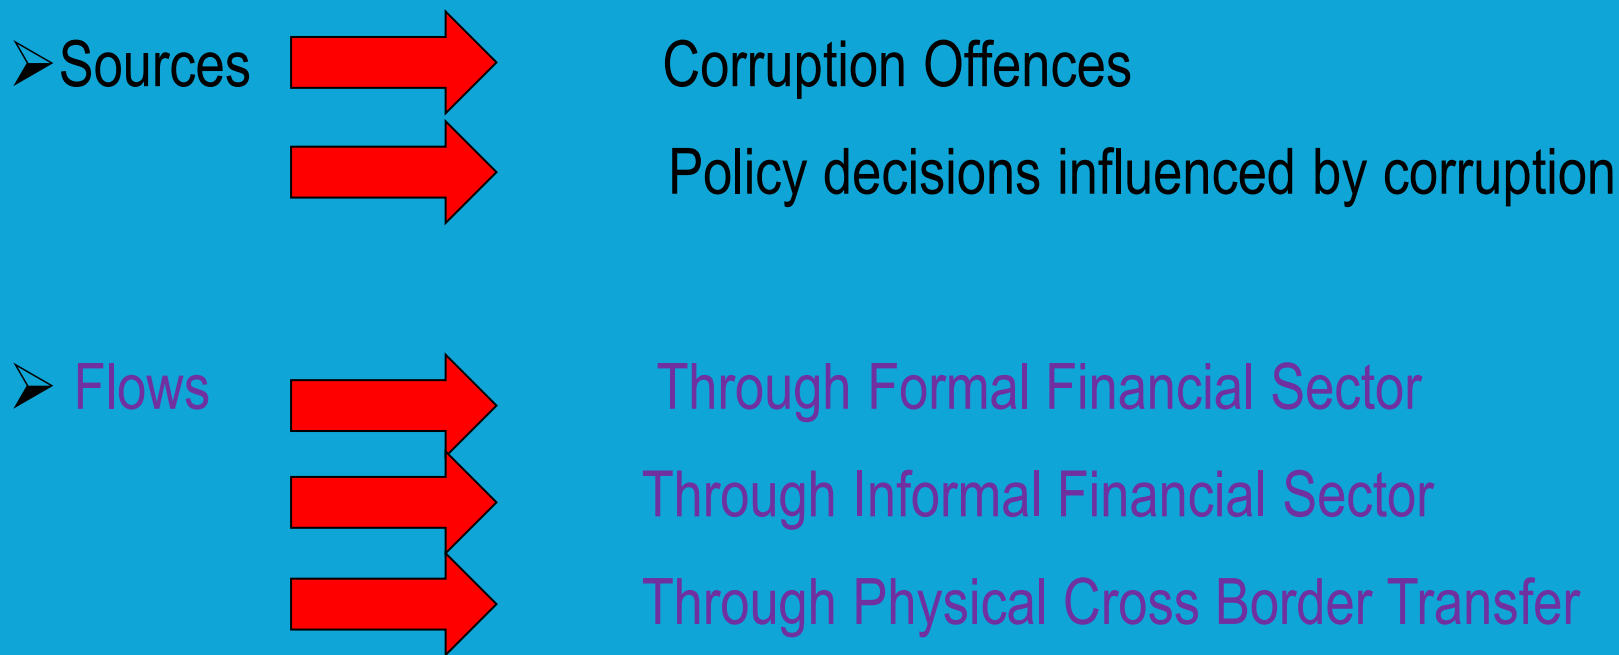 Sources Corruption Offences
Policy decisions influenced by corruption
Flows Through Formal Financial Sector
Through Informal Financial Sector
Through Physical Cross Border Transfer